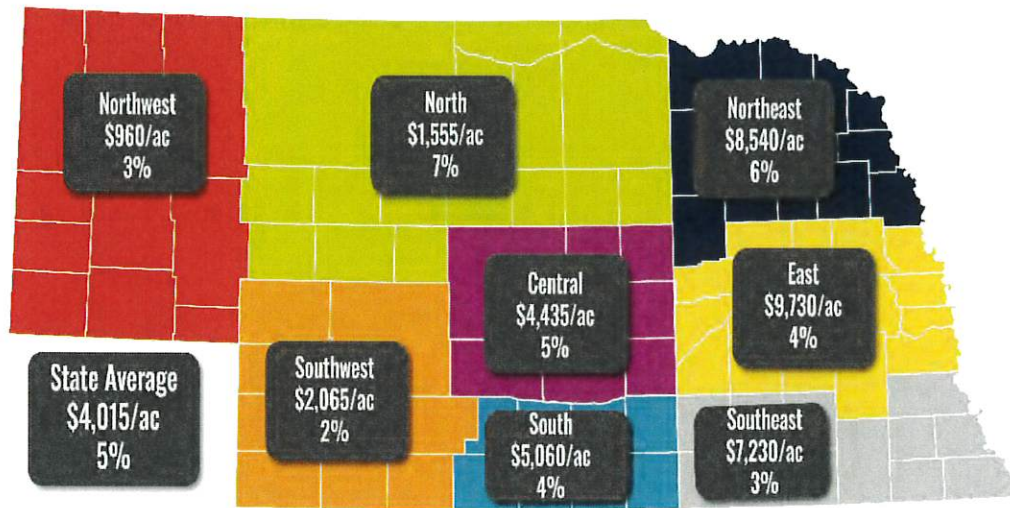 Northwest
$960/ac
3%
North
$1,555/ac
7%
Northeast
$8,540/ac
6%
Central
$4,435/ac
5%
East
$9,730/ac
4%
State Average
$4,015/ac
5%
Southwest
$2,065/ac
2%
South
$5,060/ac
4%
Southeast
$7,230/ac
3%